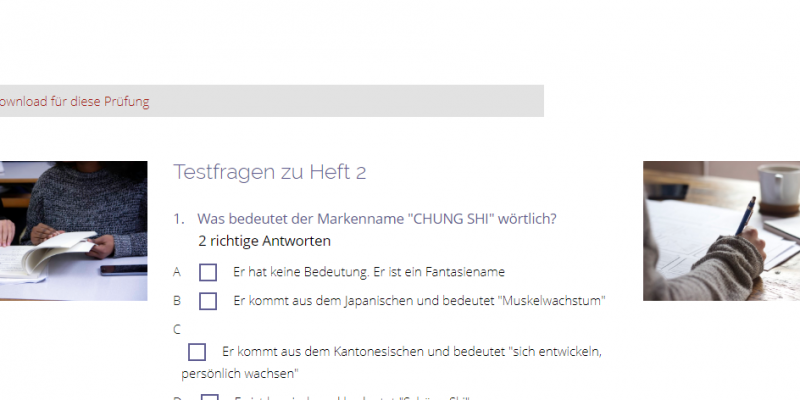 ownload für diese Prüfung
Testfragen zu Heft 2
1. Was bedeutet der Markenname "CHUNG SHI" wörtlich?
2 richtige Antworten
A Er hat keine Bedeutung. Er ist ein Fantasiename
B Er kommt aus dem Japanischen und bedeutet "Muskelwachstum"
C
Er kommt aus dem Kantonesischen und bedeutet "sich entwickeln,
persönlich wachsen"